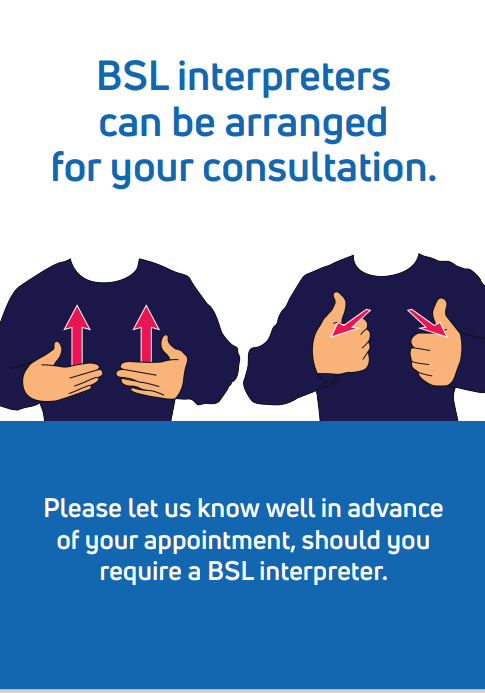 BSL interpreters
can be arranged
for your consultation.
Please let us know well in advance
of your appointment, should you
require a BSL interpreter.